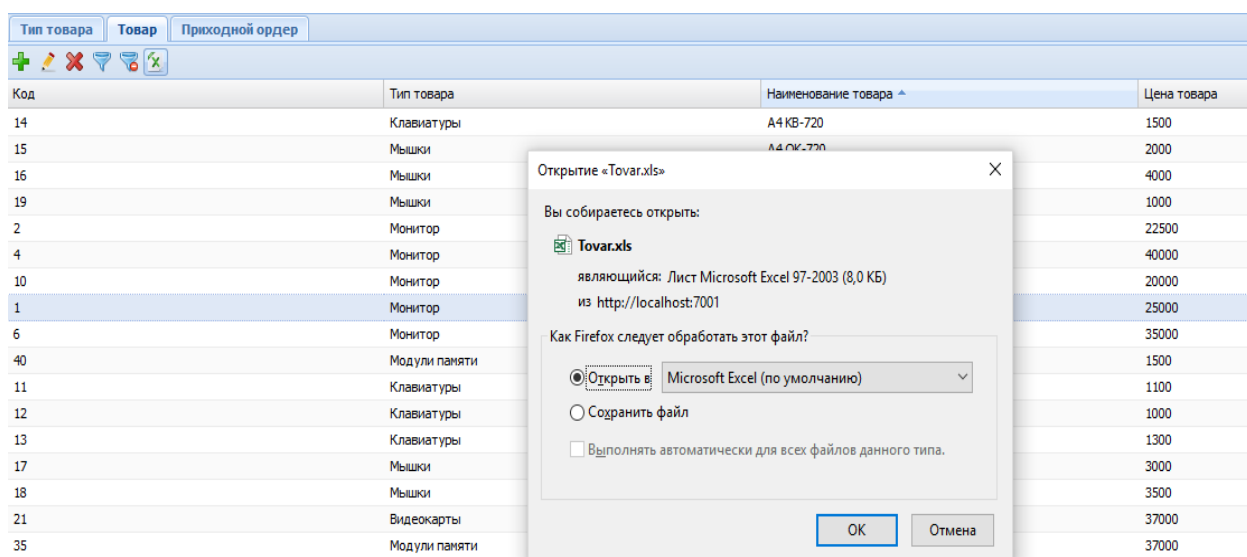 Тип товара Товар Приходной ордер
Код Тип товара Наименование товара Цена товара
14 Клавиатуры A4 KB-720 1500
15 Мышки A4 OK-720 2000
16 Мышки 4000
19 Мышки 1000
2 Монитор 22500
4 Монитор 40000
10 Монитор 20000
1 Монитор 25000
6 Монитор 35000
40 Модули памяти 1500
11 Клавиатуры 1100
12 Клавиатуры 1000
13 Клавиатуры 1300
17 Мышки 3000
18 Мышки 3500
21 Видеокарты 37000
35 Модули памяти 37000
Открытие «Tovar.xls»
Вы собираетесь открыть:
Tovar.xls
являющийся: Лист Microsoft Excel 97-2003 (8,0 КБ)
из http://localhost:7001
Как Firefox следует обработать этот файл?
Открыть в Microsoft Excel (по умолчанию)
Сохранить файл
Выполнять автоматически для всех файлов данного типа.
ОК Отмена